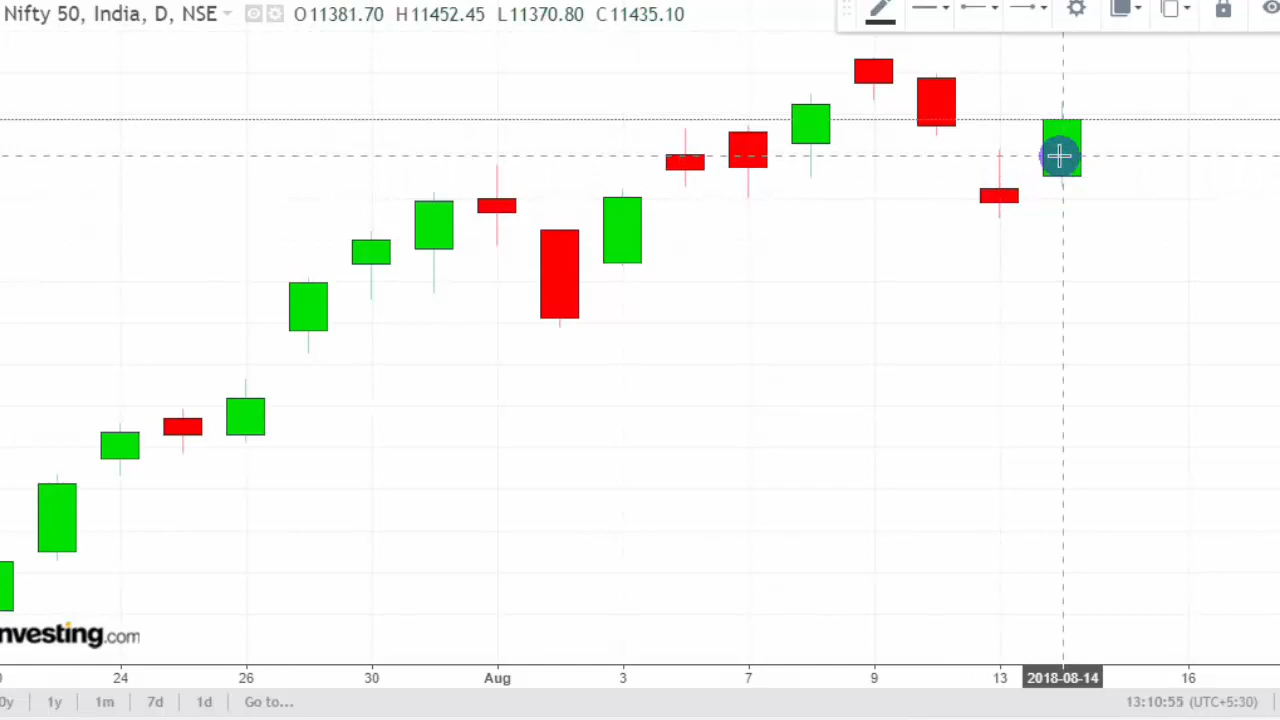 Nifty 50, India, D, NSE O11381.70 H11452.45 L11370.80 C11435.10
nvesting.com
24 26 30 Aug 3 7 9 13 2018-08-14 16
0y 1y 1m 7d 1d Go to... 13:10:55 (UTC+5:30)